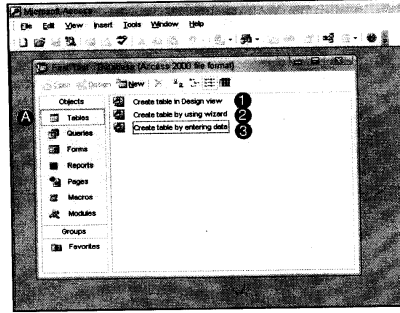 Microsoft Access
File Edit View Insert Tools Window Help
Database (Access 2000 file format)
Open Design New
Objects
A
Tables
Queries
Forms
Reports
Pages
Macros
Modules
Groups
Favorites
Create table in Design view 1
Create table by using wizard 2
Create table by entering data 3